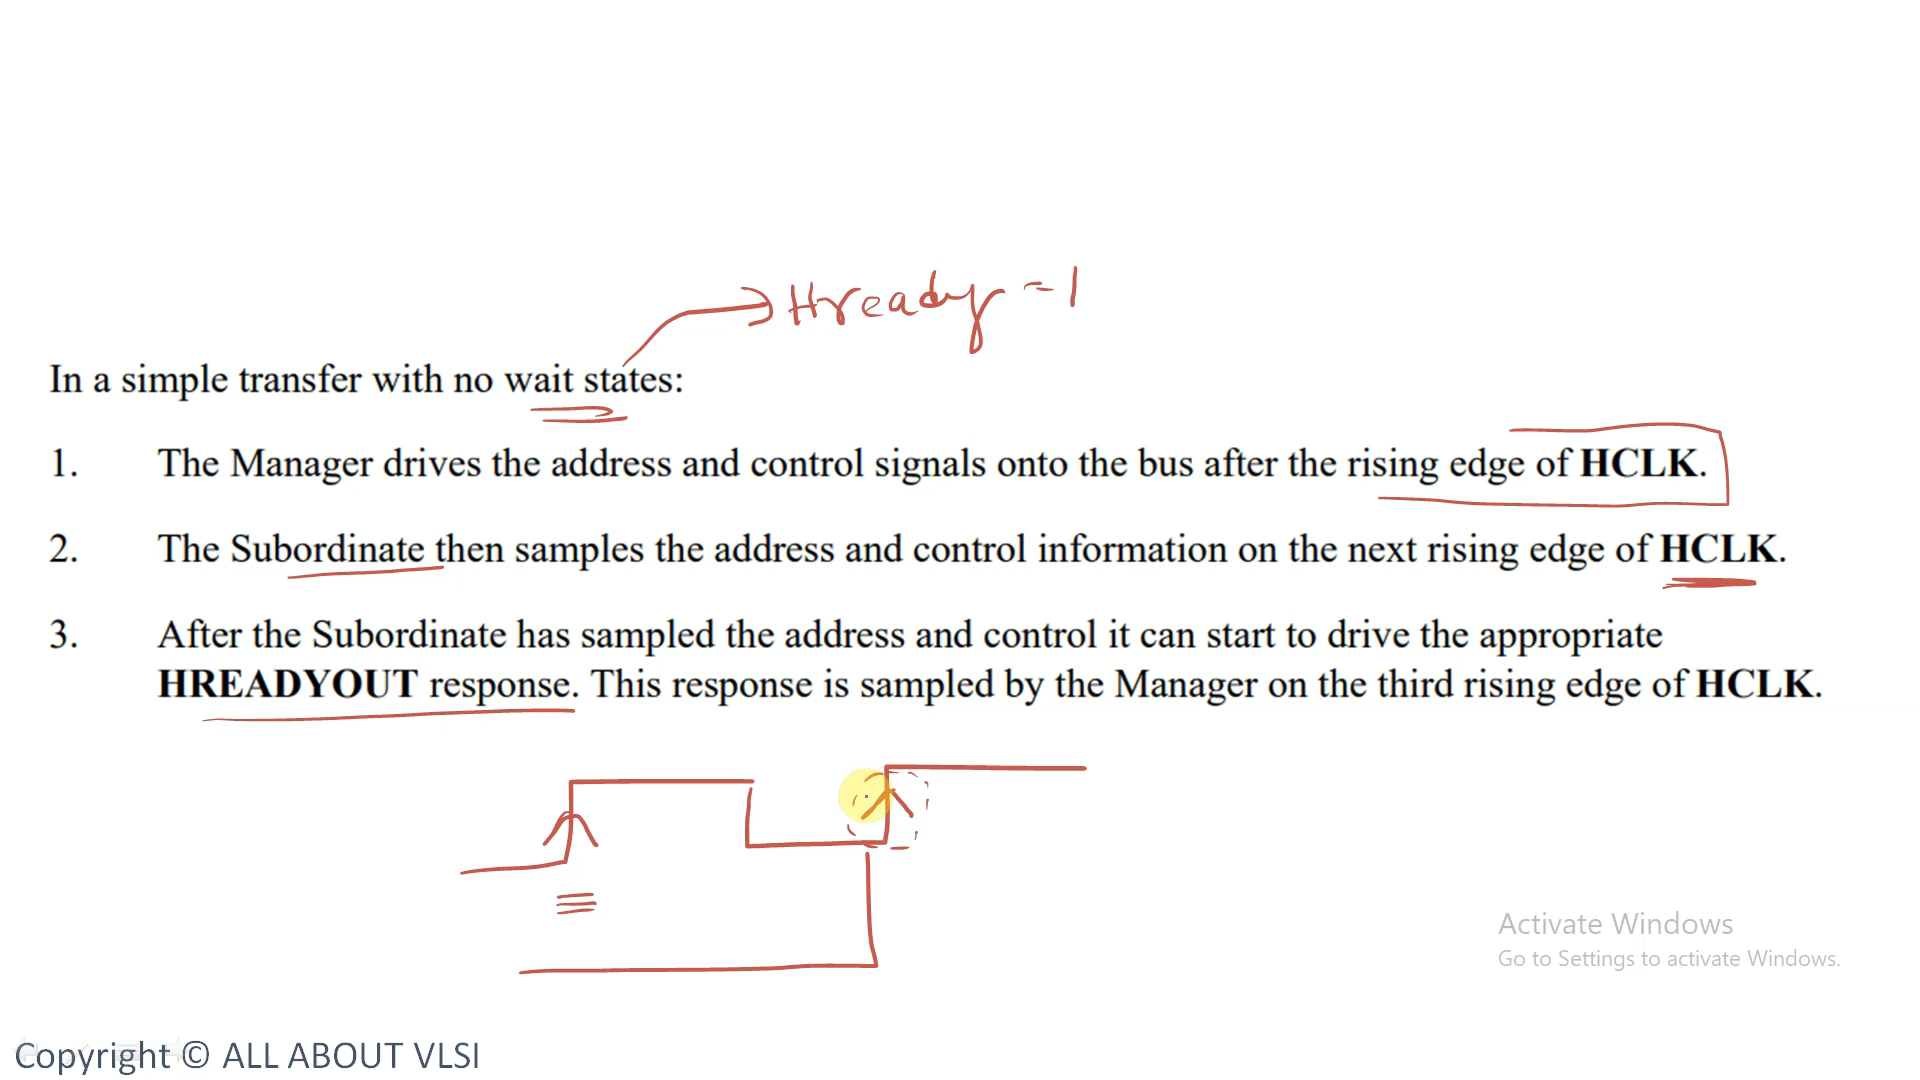 Hready = 1
In a simple transfer with no wait states:
1. The Manager drives the address and control signals onto the bus after the rising edge of HCLK.
2. The Subordinate then samples the address and control information on the next rising edge of HCLK.
3. After the Subordinate has sampled the address and control it can start to drive the appropriate
HREADYOUT response. This response is sampled by the Manager on the third rising edge of HCLK.
Activate Windows
Go to Settings to activate Windows.
Copyright © ALL ABOUT VLSI